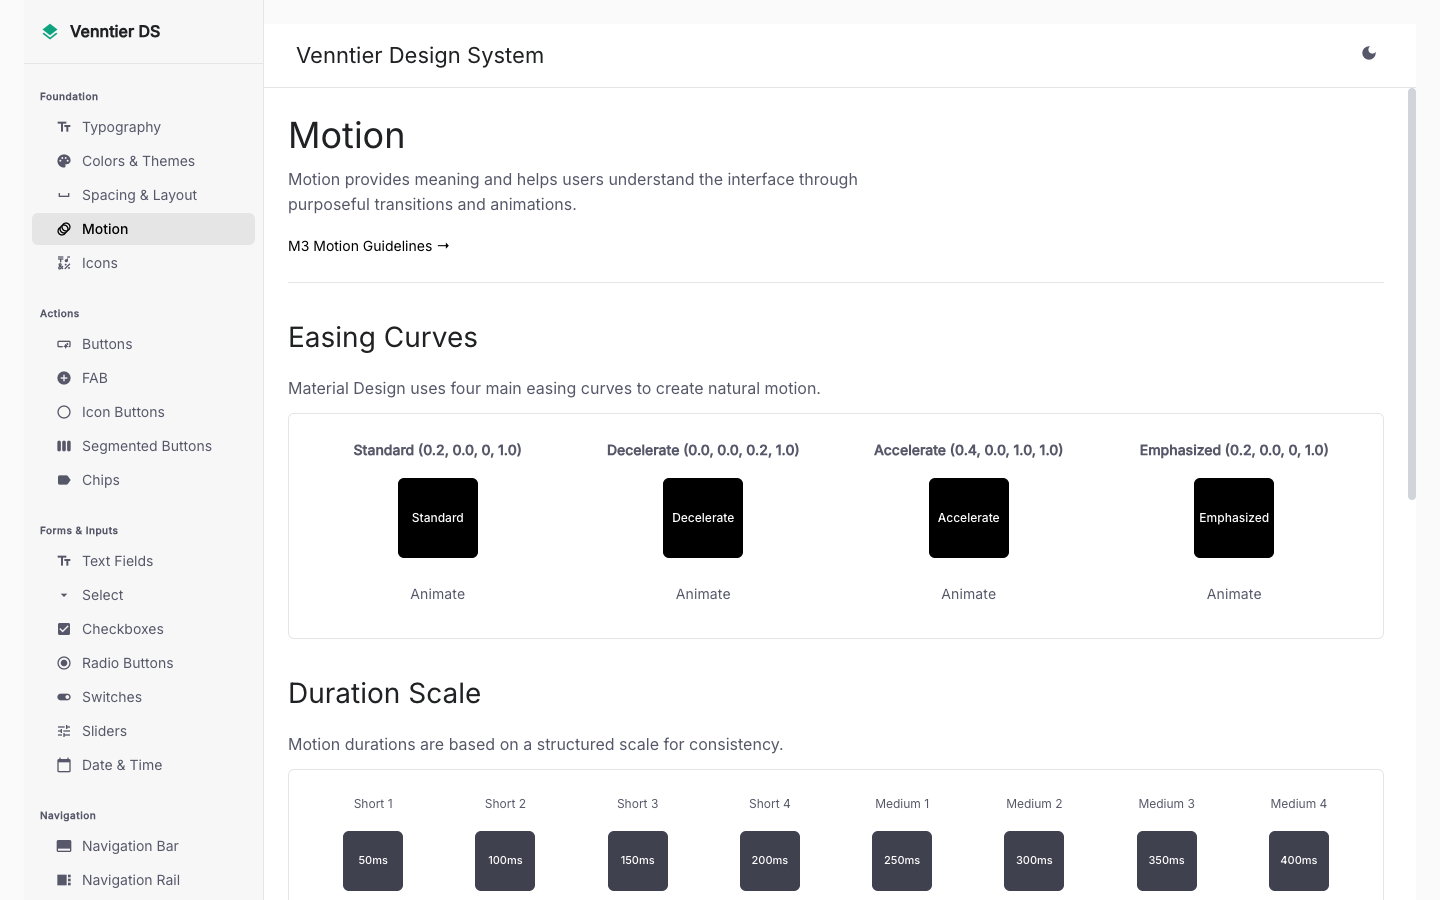 Venntier DS
Foundation
Typography
Colors & Themes
Spacing & Layout
Motion
Icons
Actions
Buttons
FAB
Icon Buttons
Segmented Buttons
Chips
Forms & Inputs
Text Fields
Select
Checkboxes
Radio Buttons
Switches
Sliders
Date & Time
Navigation
Navigation Bar
Navigation Rail
Venntier Design System
Motion
Motion provides meaning and helps users understand the interface through
purposeful transitions and animations.
M3 Motion Guidelines →
Easing Curves
Material Design uses four main easing curves to create natural motion.
Standard (0.2, 0.0, 0, 1.0)
Decelerate (0.0, 0.0, 0.2, 1.0)
Accelerate (0.4, 0.0, 1.0, 1.0)
Emphasized (0.2, 0.0, 0, 1.0)
Standard
Decelerate
Accelerate
Emphasized
Animate
Animate
Animate
Animate
Duration Scale
Motion durations are based on a structured scale for consistency.
Short 1
Short 2
Short 3
Short 4
Medium 1
Medium 2
Medium 3
Medium 4
50ms
100ms
150ms
200ms
250ms
300ms
350ms
400ms